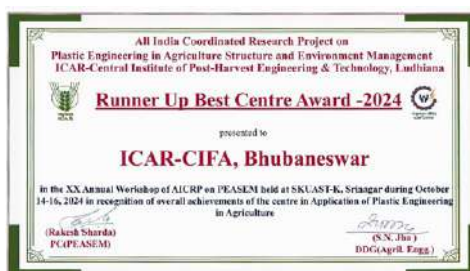 All India Coordinated Research Project on
Plastic Engineering in Agriculture Structure and Environment Management
ICAR-Central Institute of Post-Harvest Engineering & Technology, Ludhiana
Runner Up Best Centre Award -2024
presented to
ICAR-CIFA, Bhubaneswar
in the XX Annual Workshop of AICRP on PEASEM held at SKUAST-K, Srinagar during October
14-16, 2024 in recognition of overall achievements of the centre in Application of Plastic Engineering
in Agriculture
(Rakesh Sharda)
PC(PEASEM)
(S.N. Jha)
DDG(Agril. Engg.)